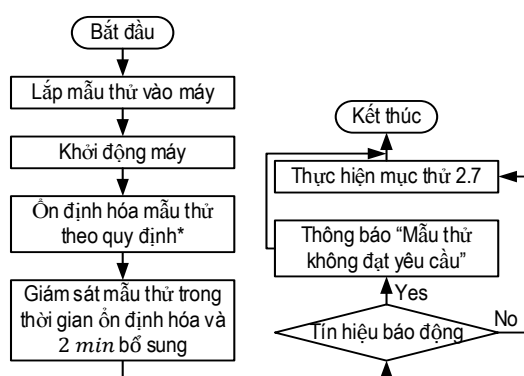 Bắt đầu
Lắp mẫu thử vào máy
Khởi động máy
Ổn định hóa mẫu thử
theo quy định*
Giám sát mẫu thử trong
thời gian ổn định hóa và
2 min bổ sung
Tín hiệu báo động
Yes
No
Thông báo “Mẫu thử
không đạt yêu cầu”
Thực hiện mục thử 2.7
Kết thúc